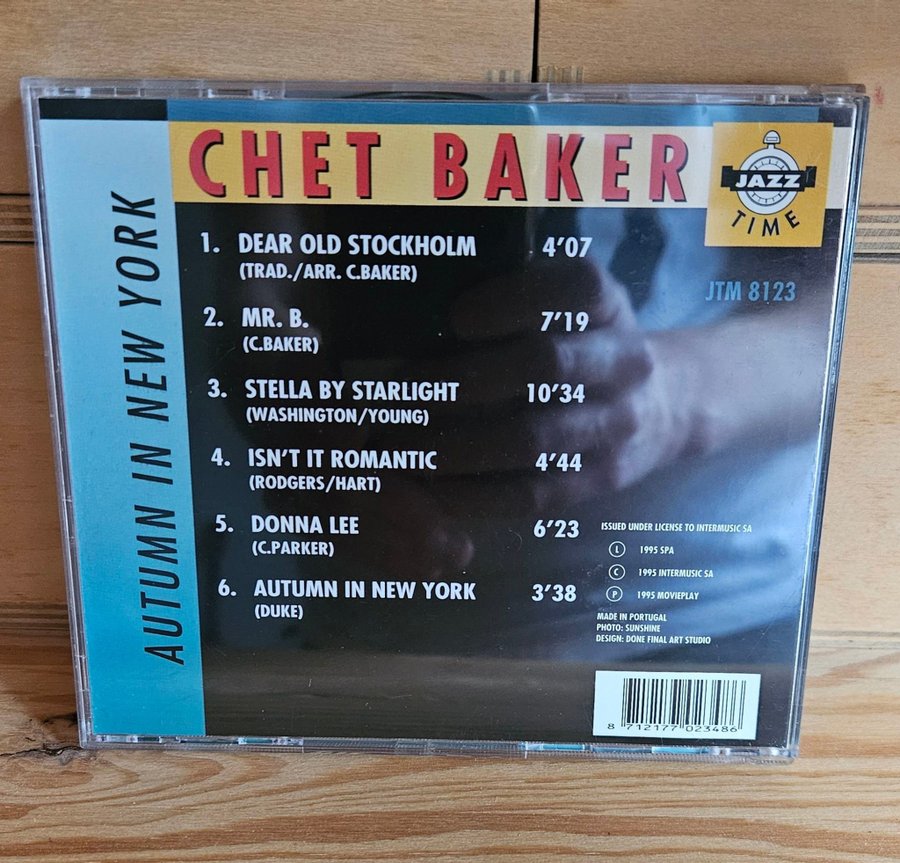 AUTUMN IN NEW YORK
CHET BAKER
JAZZ
TIME
JTM 8123
1. DEAR OLD STOCKHOLM 4’07
(TRAD./ARR. C.BAKER)
2. MR. B. 7’19
(C.BAKER)
3. STELLA BY STARLIGHT 10’34
(WASHINGTON/YOUNG)
4. ISN’T IT ROMANTIC 4’44
(RODGERS/HART)
5. DONNA LEE 6’23
(C.PARKER)
6. AUTUMN IN NEW YORK 3’38
(DUKE)
ISSUED UNDER LICENSE TO INTERMUSIC SA
Ⓛ 1995 SPA
Ⓒ 1995 INTERMUSIC SA
Ⓟ 1995 MOVIEPLAY
MADE IN PORTUGAL
PHOTO: SUNSHINE
DESIGN: DONE FINAL ART STUDIO
8 712177 023486